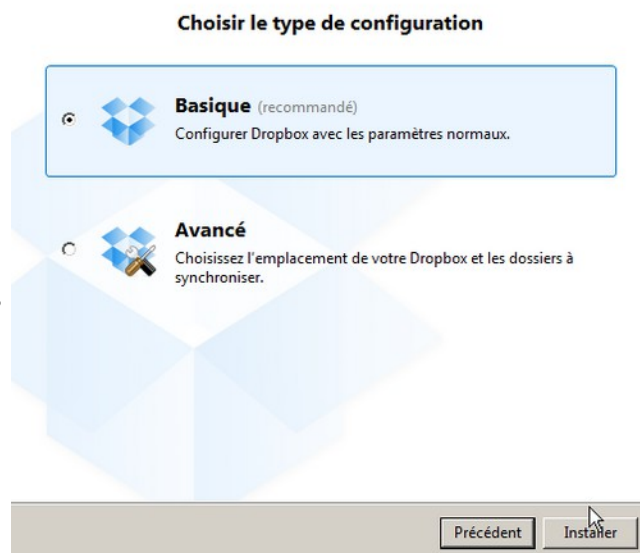 Choisir le type de configuration
Basique (recommandé)
Configurer Dropbox avec les paramètres normaux.
Avancé
Choisissez l'emplacement de votre Dropbox et les dossiers à
synchroniser.
Précédent Installer